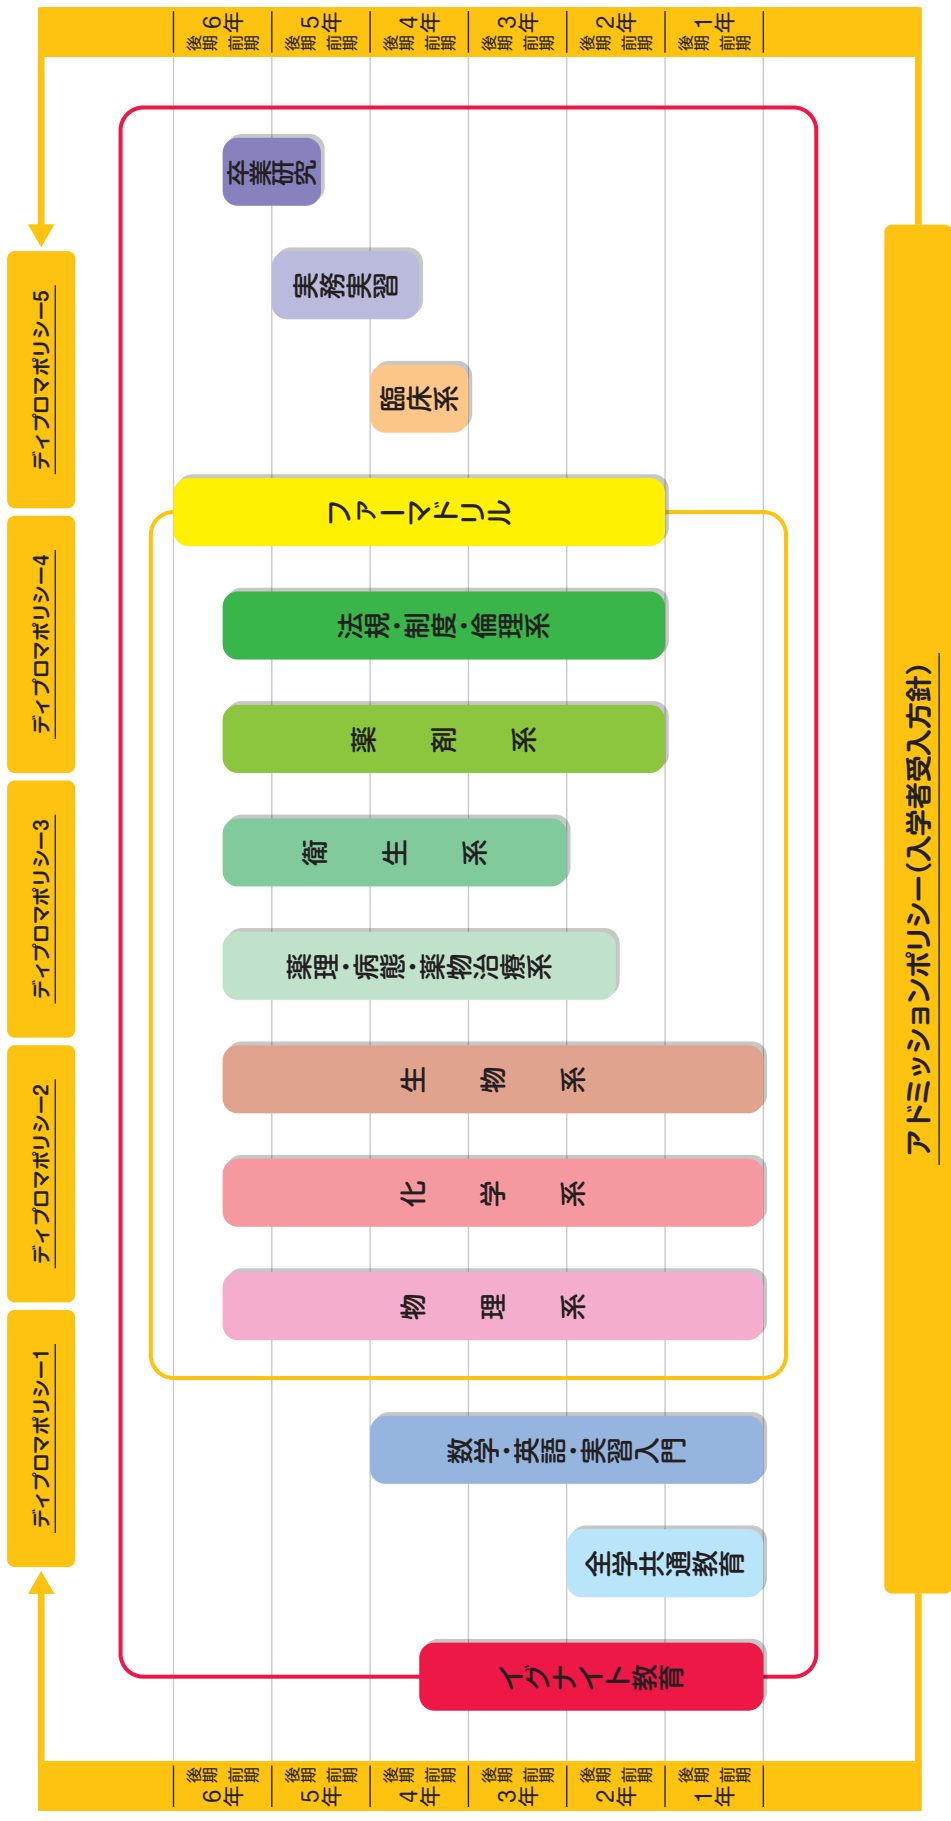 ディプロマポリシー1
ディプロマポリシー2
ディプロマポリシー3
ディプロマポリシー4
ディプロマポリシー5
6年
後期
前期
5年
後期
前期
4年
後期
前期
3年
後期
前期
2年
後期
前期
1年
後期
前期
イグナイト教育
全学共通教育
数学・英語・実習入門
物理系
化学系
生物系
薬理・病態・薬物治療系
衛生系
薬剤系
法規・制度・倫理系
ファーマドリル
臨床系
実務実習
卒業研究
6年
後期
前期
5年
後期
前期
4年
後期
前期
3年
後期
前期
2年
後期
前期
1年
後期
前期
アドミッションポリシー(入学者受入方針)